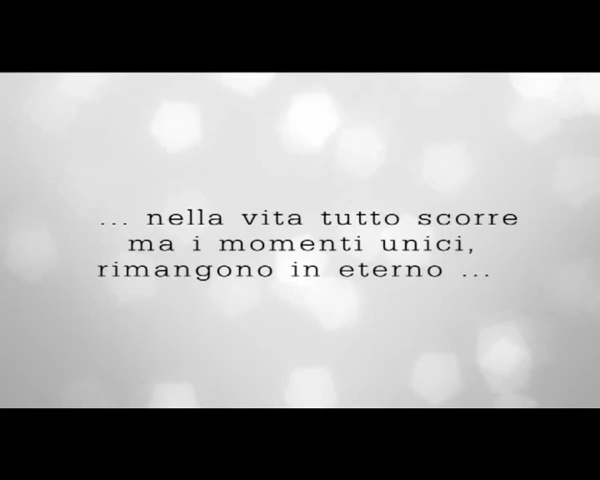 ... nella vita tutto scorre
ma i momenti unici,
rimangono in eterno ...